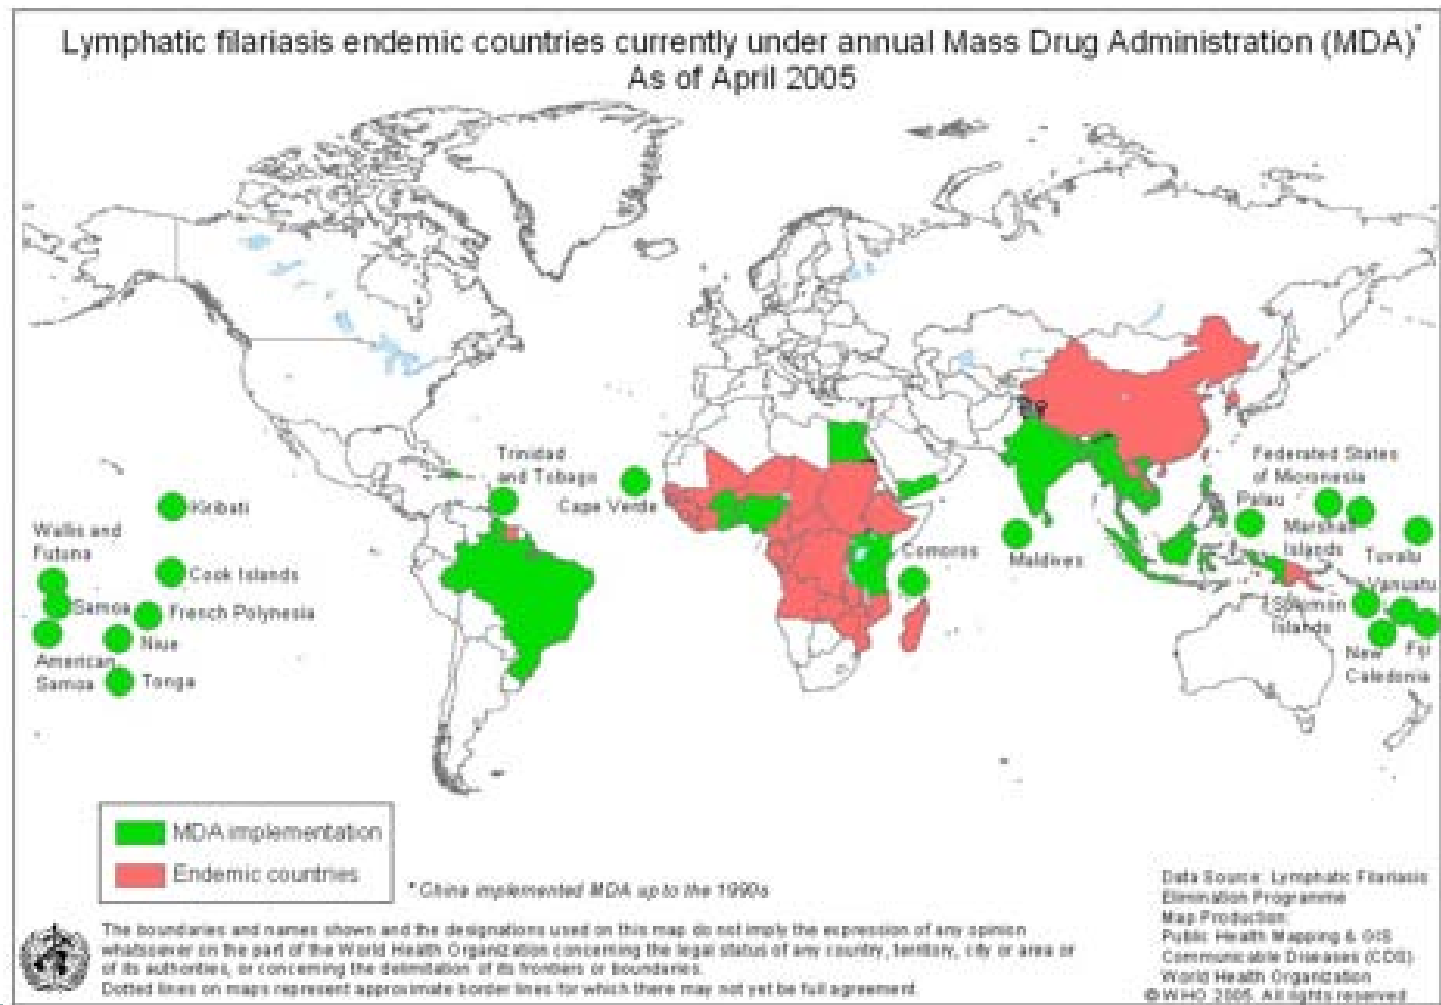 Lymphatic filariasis endemic countries currently under annual Mass Drug Administration (MDA)*
As of April 2005
Trinidad
and Tobago
Cape Verde
Federated States
of Micronesia
Palau
Kiribati
Marshall
Islands
Wallis and
Futuna
Comoros
Maldives
Tuvalu
Cook Islands
Vanuatu
Samoa
French Polynesia
Solomon
Islands
Niue
New
Caledonia
Fiji
American
Samoa
Tonga
MDA implementation
Endemic countries
* China implemented MDA up to the 1990s
Data Source: Lymphatic Filariasis
Elimination Programme
Map Production:
Public Health Mapping & GIS
Communicable Diseases (CDS)
World Health Organization
© WHO 2005. All rights reserved
The boundaries and names shown and the designations used on this map do not imply the expression of any opinion
whatsoever on the part of the World Health Organization concerning the legal status of any country, territory, city or area or
of its authorities, or concerning the delimitation of its frontiers or boundaries.
Dotted lines on maps represent approximate border lines for which there may not yet be full agreement.